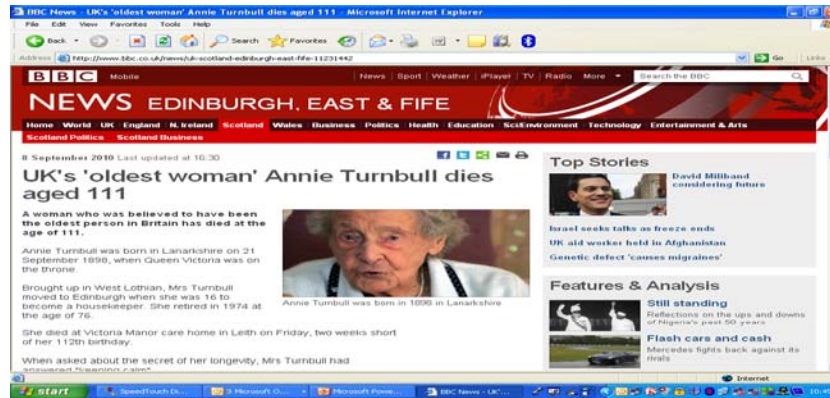 BBC News - UK's 'oldest woman' Annie Turnbull dies aged 111 - Microsoft Internet Explorer
File Edit View Favorites Tools Help
Back Search Favorites
Address http://www.bbc.co.uk/news/uk-scotland-edinburgh-east-fife-11231442 Go Links
BBC Mobile News Sport Weather iPlayer TV Radio More Search the BBC
NEWS EDINBURGH, EAST & FIFE
Home World UK England N. Ireland Scotland Wales Business Politics Health Education Sci/Environment Technology Entertainment & Arts
Scotland Politics Scotland Business
8 September 2010 Last updated at 16:30
UK's 'oldest woman' Annie Turnbull dies
aged 111
A woman who was believed to have been
the oldest person in Britain has died at the
age of 111.
Annie Turnbull was born in Lanarkshire on 21
September 1898, when Queen Victoria was on
the throne.
Brought up in West Lothian, Mrs Turnbull
moved to Edinburgh when she was 16 to
become a housekeeper. She retired in 1974 at
the age of 76.
She died at Victoria Manor care home in Leith on Friday, two weeks short
of her 112th birthday.
When asked about the secret of her longevity, Mrs Turnbull had
answered "keeping calm"
Annie Turnbull was born in 1898 in Lanarkshire
Top Stories
David Miliband
considering future
Israel seeks talks as freeze ends
UK aid worker held in Afghanistan
Genetic defect 'causes migraines'
Features & Analysis
Still standing
Reflections on the ups and downs
of Nigeria's past 50 years
Flash cars and cash
Mercedes fights back against its
rivals
Internet
start SpeedTouch Di... 3 Microsoft O... Microsoft Powe... BBC News - UK'... 10:45